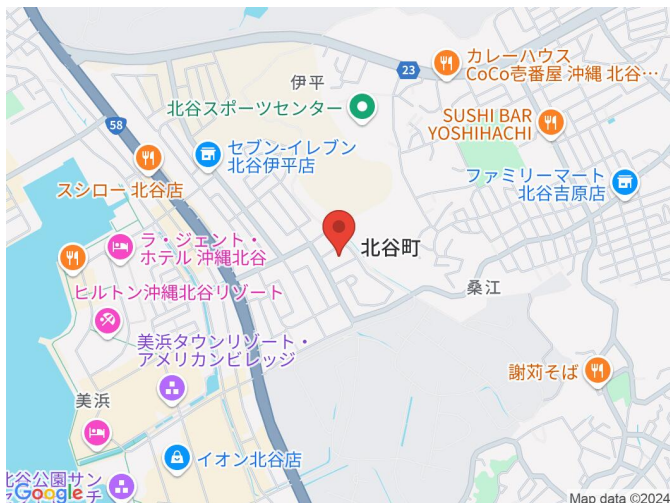 カレーハウス
CoCo壱番屋 沖縄 北谷…
23
伊平
北谷スポーツセンター
SUSHI BAR
YOSHIHACHI
58
セブン-イレブン
北谷伊平店
スシロー 北谷店
ファミリーマート
北谷吉原店
ラ・ジェント・
ホテル 沖縄北谷
北谷町
ヒルトン沖縄北谷リゾート
桑江
美浜タウンリゾート・
アメリカンビレッジ
謝苅そば
美浜
イオン北谷店
北谷公園サン
Google
Map data ©2024